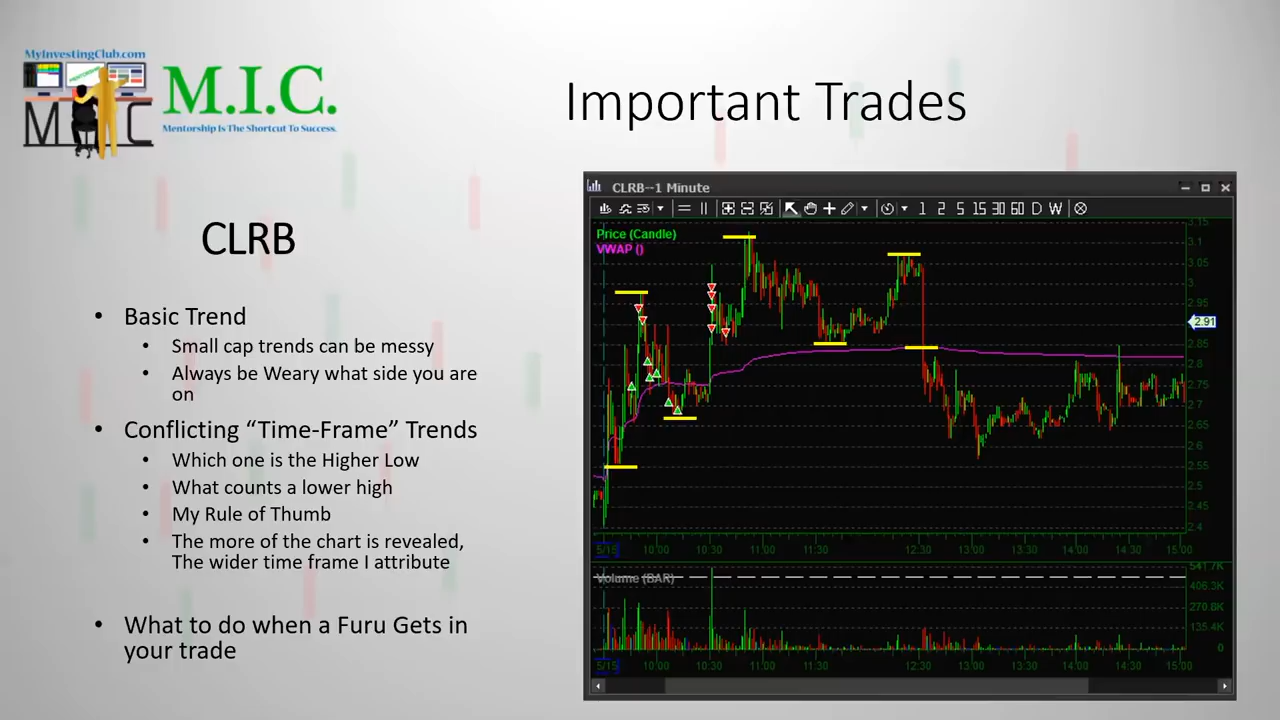 MyInvestingClub.com
M.I.C.
Mentorship Is The Shortcut To Success.
Important Trades
CLRB
• Basic Trend
• Small cap trends can be messy
• Always be Weary what side you are
on
• Conflicting “Time-Frame” Trends
• Which one is the Higher Low
• What counts a lower high
• My Rule of Thumb
• The more of the chart is revealed,
The wider time frame I attribute
• What to do when a Furu Gets in
your trade
CLRB--1 Minute
1 2 5 15 30 60 D W
Price (Candle)
VWAP ()
3.15
3.1
3.05
3
2.95
2.91
2.85
2.8
2.75
2.7
2.65
2.6
2.55
2.5
2.45
2.4
5/15 10:00 10:30 11:00 11:30 12:30 13:00 13:30 14:00 14:30 15:00
Volume (BAR)
541.7K
406.3K
270.8K
135.4K
0
5/15 10:00 10:30 11:00 11:30 12:30 13:00 13:30 14:00 14:30 15:00